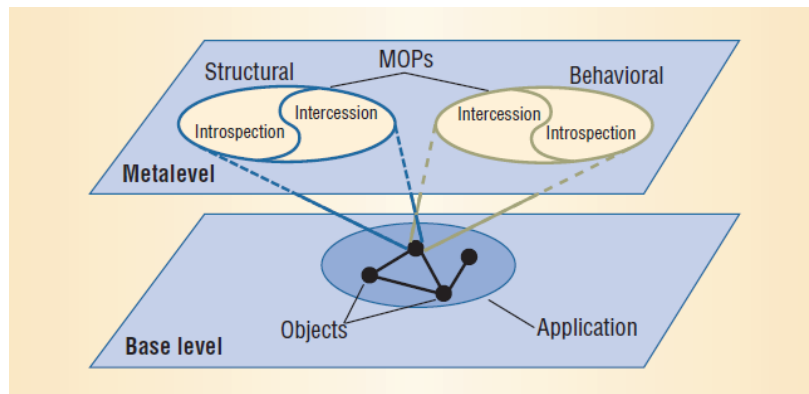 MOPs
Structural
Behavioral
Intercession
Introspection
Intercession
Introspection
Metalevel
Objects
Application
Base level